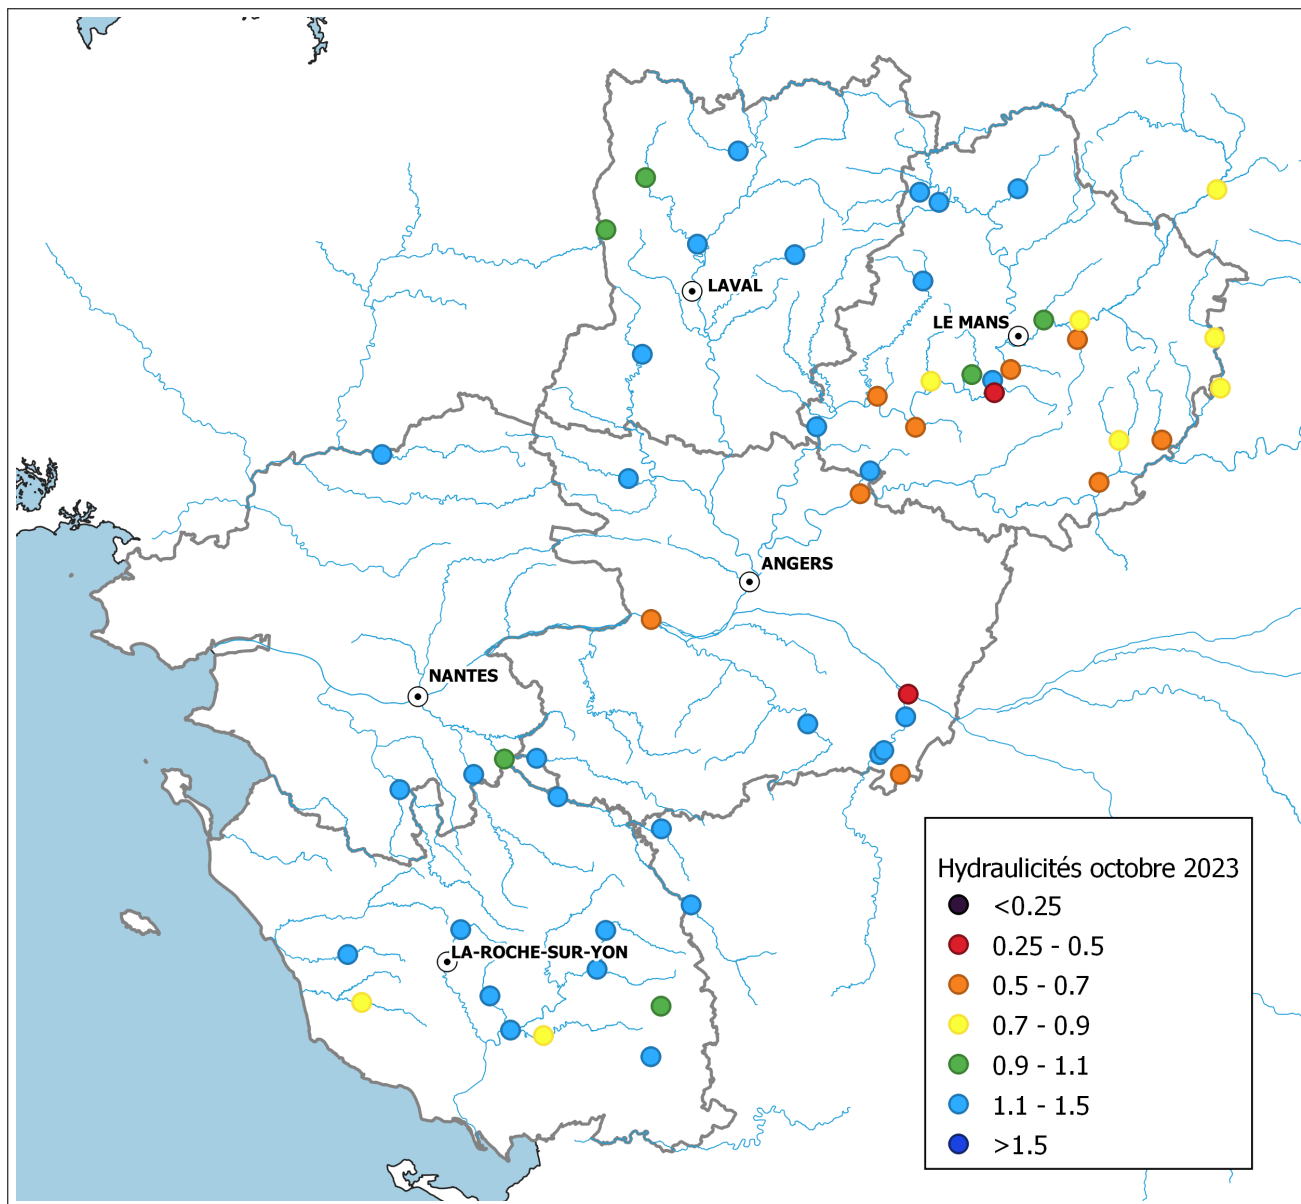 LAVAL
LE MANS
ANGERS
NANTES
LA-ROCHE-SUR-YON
Hydraulicités octobre 2023
<0.25
0.25 - 0.5
0.5 - 0.7
0.7 - 0.9
0.9 - 1.1
1.1 - 1.5
>1.5